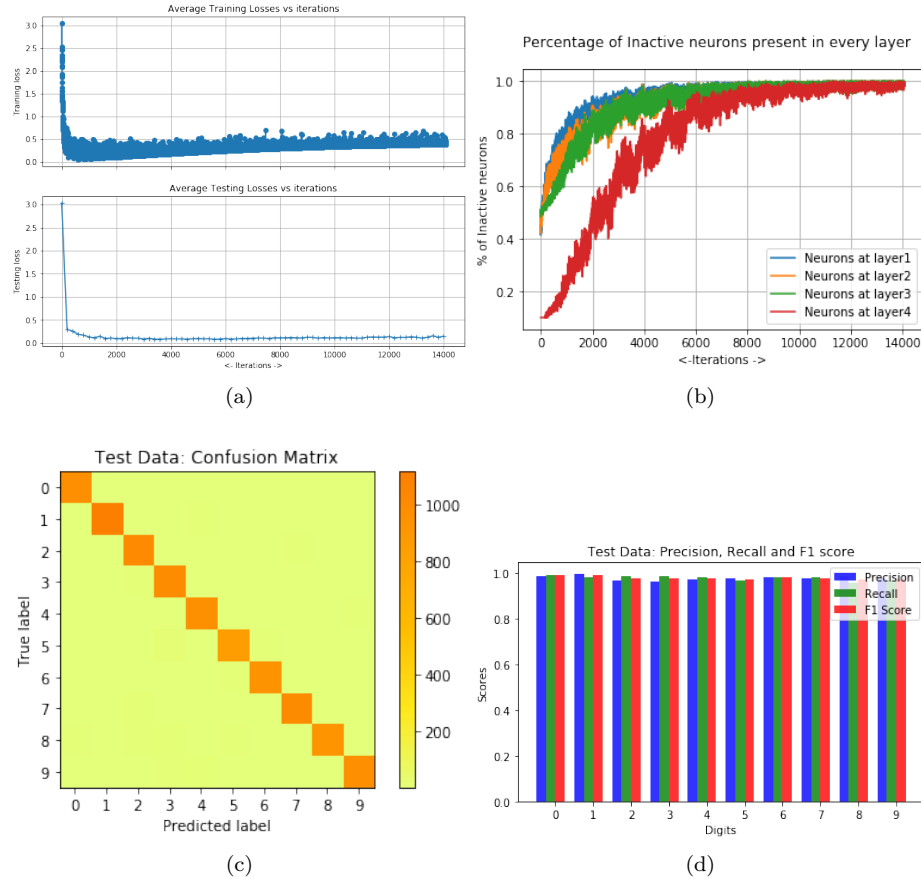 Average Training Losses vs iterations
3.0
2.5
2.0
1.5
1.0
0.5
0.0
Training loss
Average Testing Losses vs iterations
3.0
2.5
2.0
1.5
1.0
0.5
0.0
Testing loss
0 2000 4000 6000 8000 10000 12000 14000
<- Iterations ->
(a)
Percentage of Inactive neurons present in every layer
1.0
0.8
0.6
0.4
0.2
% of Inactive neurons
Neurons at layer1
Neurons at layer2
Neurons at layer3
Neurons at layer4
0 2000 4000 6000 8000 10000 12000 14000
<-Iterations ->
(b)
Test Data: Confusion Matrix
0
1
2
3
4
5
6
7
8
9
True label
0 1 2 3 4 5 6 7 8 9
Predicted label
1000
800
600
400
200
(c)
Test Data: Precision, Recall and F1 score
1.0
0.8
0.6
0.4
0.2
0.0
Scores
Precision
Recall
F1 Score
0 1 2 3 4 5 6 7 8 9
Digits
(d)